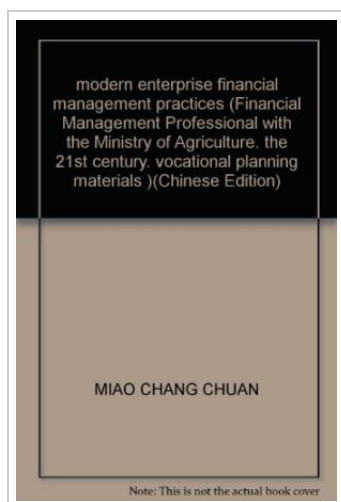 modern enterprise financial
management practices (Financial
Management Professional with
the Ministry of Agriculture. the
21st century. vocational planning
materials )(Chinese Edition)
MIAO CHANG CHUAN
Note: This is not the actual book cover